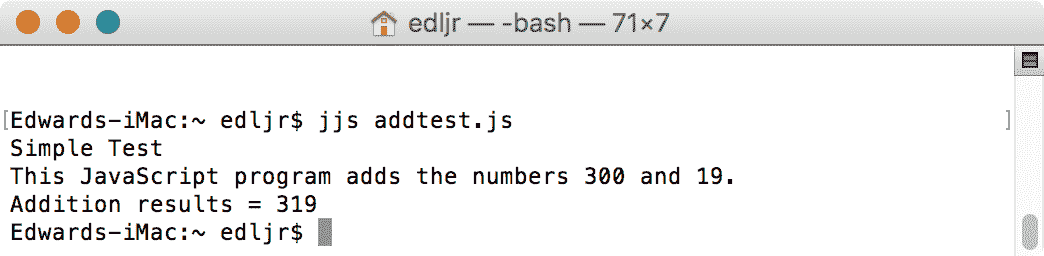 edljr — -bash — 71×7
[Edwards-iMac:~ edljr$ jjs addtest.js ]
Simple Test
This JavaScript program adds the numbers 300 and 19.
Addition results = 319
Edwards-iMac:~ edljr$